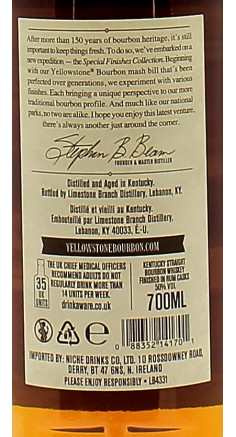 After more than 150 years of bourbon heritage, it's still
important to keep things fresh. To do so, we've embarked on a
new expedition — the Special Finishes Collection. Beginning
with our Yellowstone® Bourbon mash bill that's been
perfected over generations, we experiment with various
finishes. Each bringing a unique perspective to our more
traditional bourbon profile. And much like our national
parks, no two are alike. I hope you enjoy this latest venture,
there's always another just around the corner.
Stephen B Beam
FOUNDER & MASTER DISTILLER
Distilled and Aged in Kentucky.
Bottled by Limestone Branch Distillery, Lebanon, KY.
Distillé et vieilli au Kentucky.
Embouteillé par Limestone Branch Distillery,
Lebanon, KY 40033, É.-U.
YELLOWSTONEBOURBON.COM
35
UK UNITS
THE UK CHIEF MEDICAL OFFICERS
RECOMMEND ADULTS DO NOT
REGULARLY DRINK MORE THAN
14 UNITS PER WEEK.
drinkaware.co.uk
KENTUCKY STRAIGHT
BOURBON WHISKEY
FINISHED IN RUM CASKS
50% VOL
700ML
0 88352 14170 1
IMPORTED BY: NICHE DRINKS CO, LTD. 10 ROSSDOWNEY ROAD,
DERRY, BT 47 6NS, N. IRELAND
PLEASE ENJOY RESPONSIBLY • LB4331